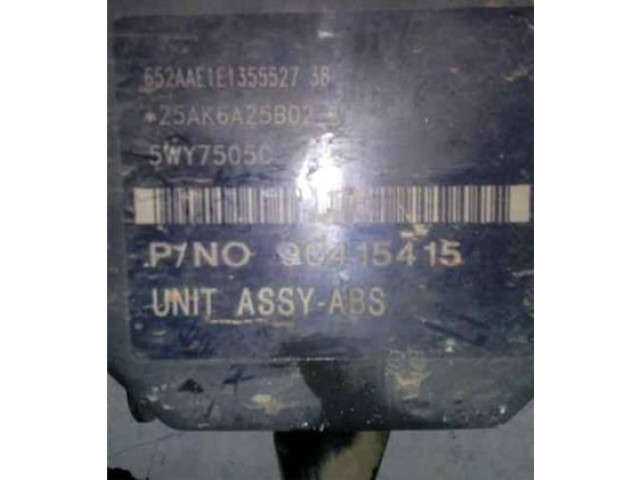 652AAE1E1355527 3B
*25AK6A25B02
5WY7505C
P/NO 96415415
UNIT ASSY-ABS